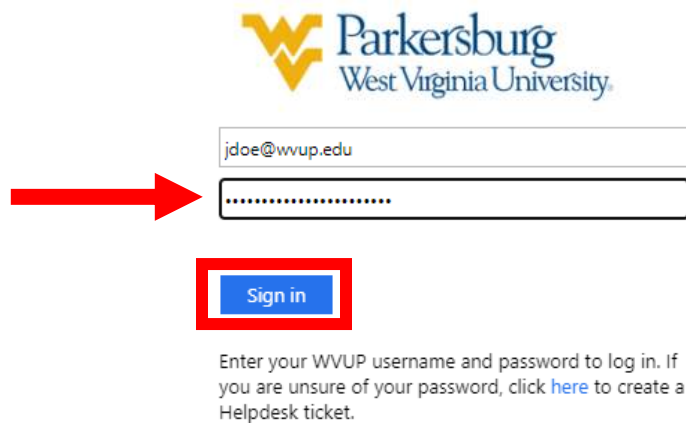 Parkersburg
West Virginia University.
jdoe@wvup.edu
Sign in
Enter your WVUP username and password to log in. If
you are unsure of your password, click here to create a
Helpdesk ticket.